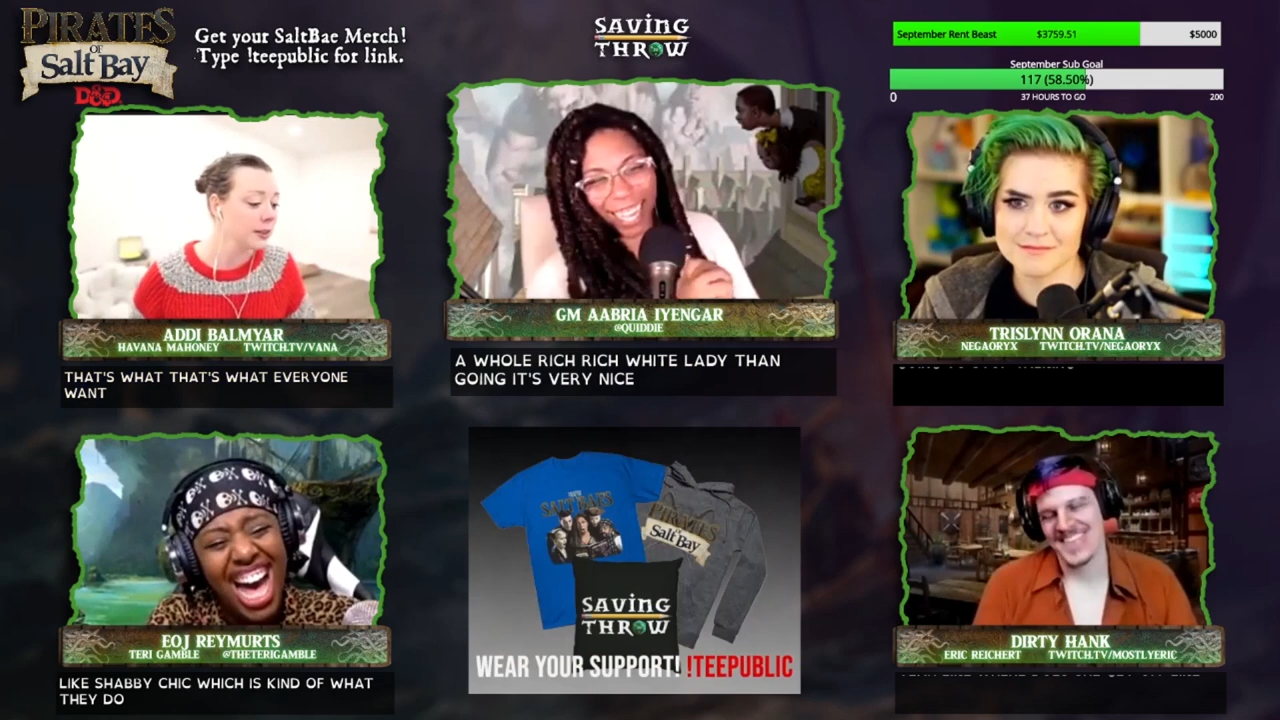 PIRATES
OF
Salt Bay
D&D
Get your SaltBae Merch!
Type !teepublic for link.
SAVING
THROW
September Rent Beast $3759.51 $5000
September Sub Goal
117 (58.50%)
0 37 HOURS TO GO 200
ADDI BALMYAR
HAVANA MAHONEY TWITCH.TV/VANA
THAT'S WHAT THAT'S WHAT EVERYONE
WANT
GM AABRIA IYENGAR
@QUIDDIE
A WHOLE RICH RICH WHITE LADY THAN
GOING IT'S VERY NICE
TRISLYNN ORANA
NEGAORYX TWITCH.TV/NEGAORYX
EOJ REYMURTS
TERI GAMBLE @THETERIGAMBLE
LIKE SHABBY CHIC WHICH IS KIND OF WHAT
THEY DO
SALT BAES
PIRATES
OF
Salt Bay
SAVING
THROW
WEAR YOUR SUPPORT! !TEEPUBLIC
DIRTY HANK
ERIC REICHERT TWITCH.TV/MOSTLYERIC